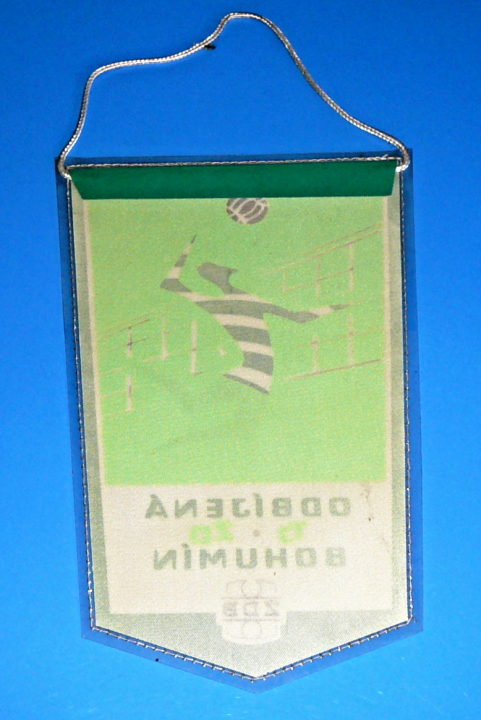 ODBÍJENÁ
TJ · ŽD
BOHUMÍN
ŽDB